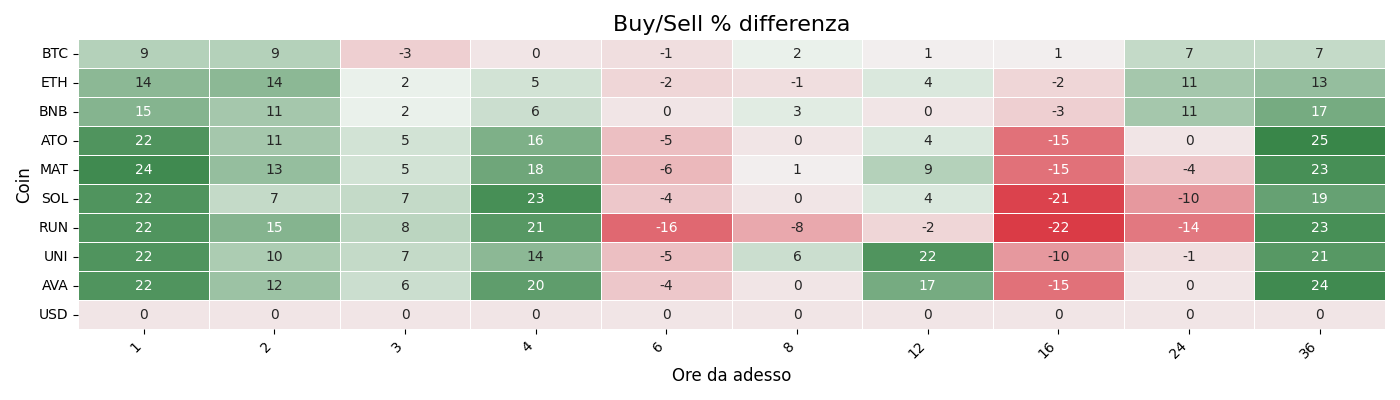 Buy/Sell % differenza
Coin
BTC 9 9 -3 0 -1 2 1 1 7 7
ETH 14 14 2 5 -2 -1 4 -2 11 13
BNB 15 11 2 6 0 3 0 -3 11 17
ATO 22 11 5 16 -5 0 4 -15 0 25
MAT 24 13 5 18 -6 1 9 -15 -4 23
SOL 22 7 7 23 -4 0 4 -21 -10 19
RUN 22 15 8 21 -16 -8 -2 -22 -14 23
UNI 22 10 7 14 -5 6 22 -10 -1 21
AVA 22 12 6 20 -4 0 17 -15 0 24
USD 0 0 0 0 0 0 0 0 0 0
1 2 3 4 6 8 12 16 24 36
Ore da adesso